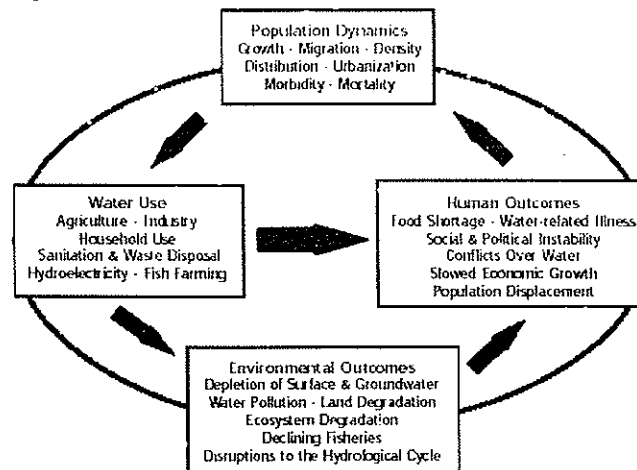 Population Dynamics
Growth - Migration - Density
Distribution - Urbanization
Morbidity - Mortality
Water Use
Agriculture - Industry
Household Use
Sanitation & Waste Disposal
Hydroelectricity - Fish Farming
Human Outcomes
Food Shortage - Water-related Illness
Social & Political Instability
Conflicts Over Water
Slowed Economic Growth
Population Displacement
Environmental Outcomes
Depletion of Surface & Groundwater
Water Pollution - Land Degradation
Ecosystem Degradation
Declining Fisheries
Disruptions to the Hydrological Cycle